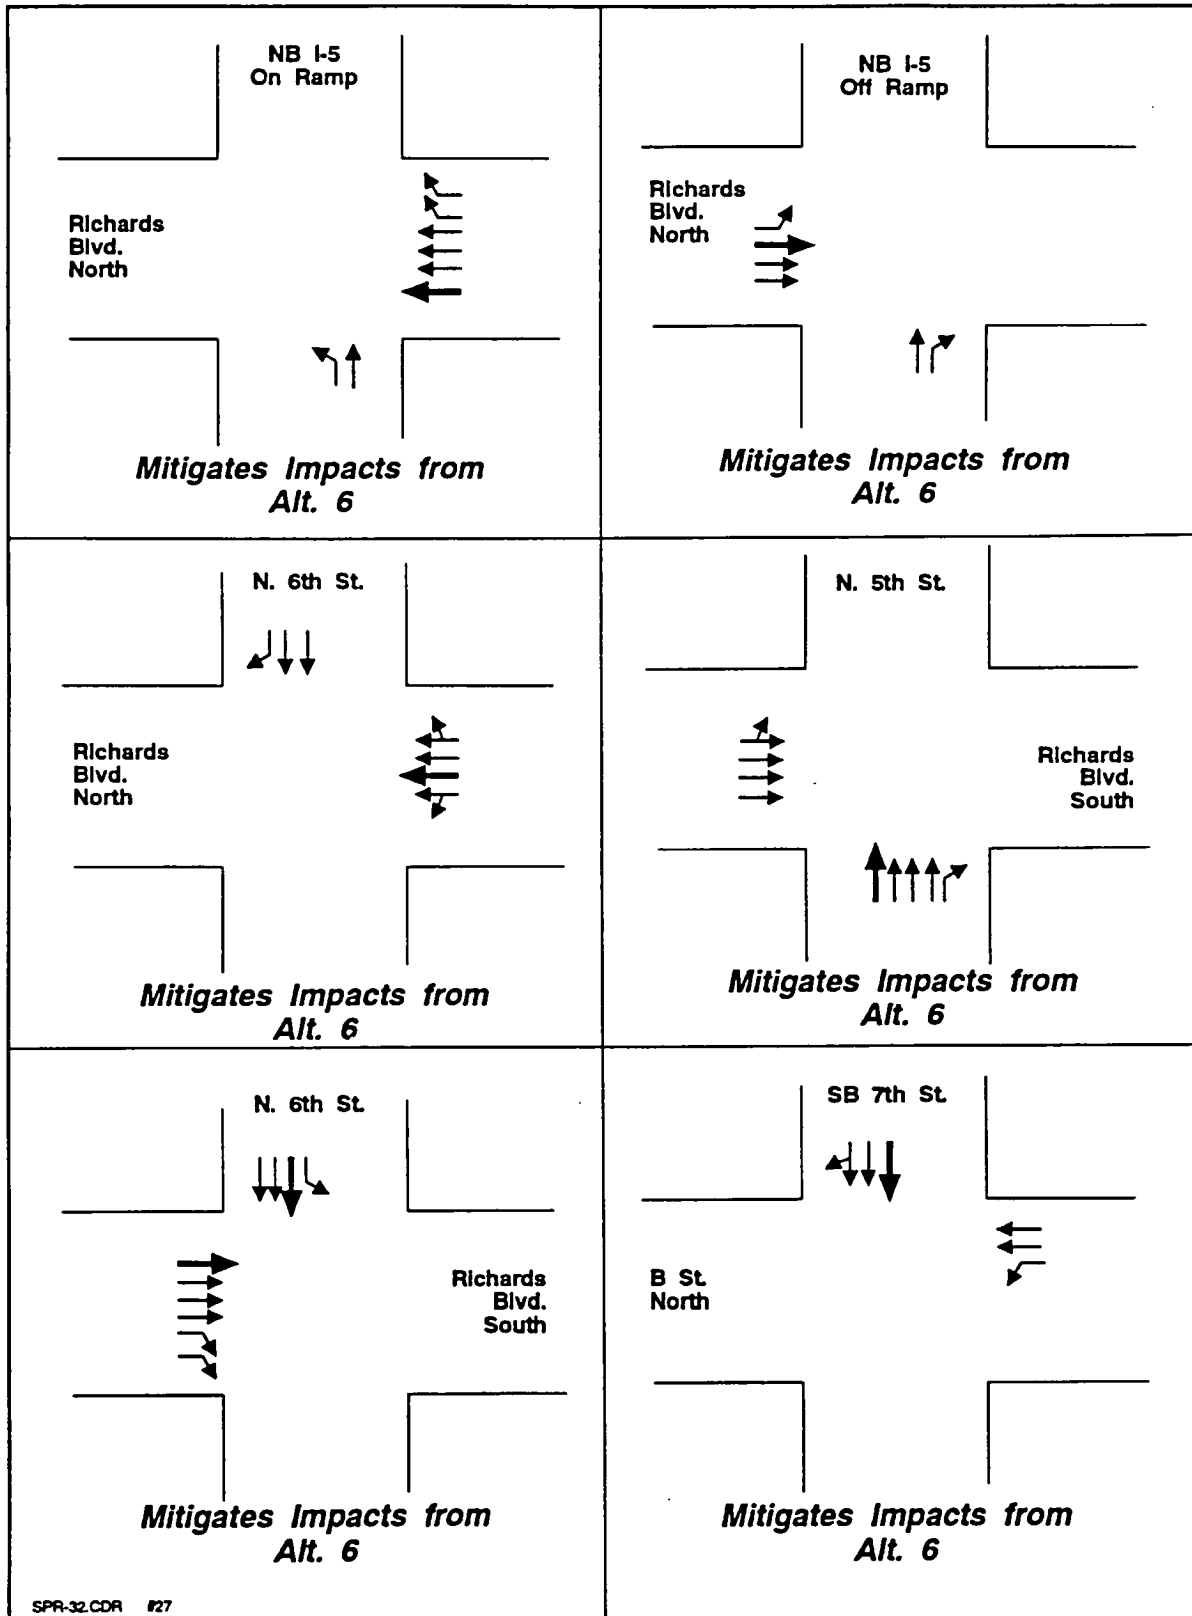 NB I-5
On Ramp
Richards
Blvd.
North
Mitigates Impacts from
Alt. 6
NB I-5
Off Ramp
Richards
Blvd.
North
Mitigates Impacts from
Alt. 6
N. 6th St.
Richards
Blvd.
North
Mitigates Impacts from
Alt. 6
N. 5th St.
Richards
Blvd.
South
Mitigates Impacts from
Alt. 6
N. 6th St.
Richards
Blvd.
South
Mitigates Impacts from
Alt. 6
SB 7th St.
B St.
North
Mitigates Impacts from
Alt. 6
SPR-32.CDR #27